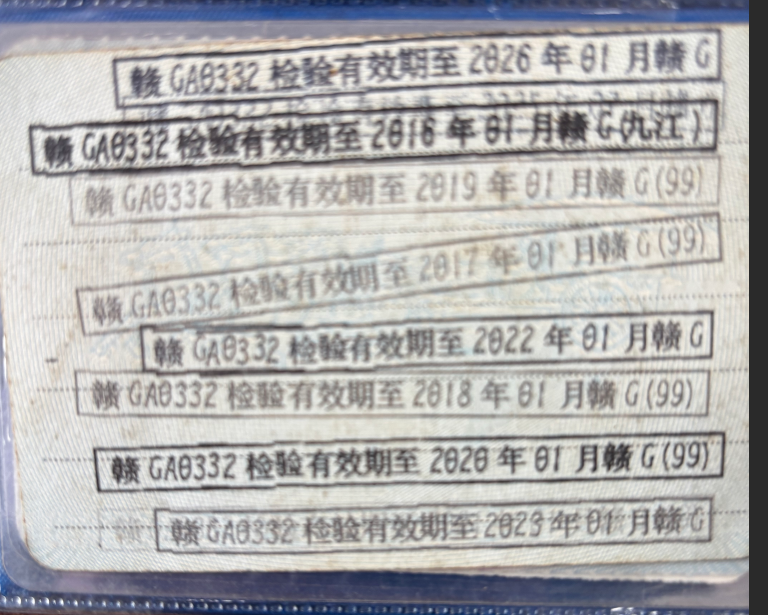 赣 GA0332 检验有效期至 2026 年 01 月赣 G
赣 GA0332 检验有效期至 2016 年 01 月赣 G(九江)
赣 GA0332 检验有效期至 2019 年 01 月赣 G(99)
赣 GA0332 检验有效期至 2017 年 01 月赣 G(99)
赣 GA0332 检验有效期至 2022 年 01 月赣 G
赣 GA0332 检验有效期至 2018 年 01 月赣 G(99)
赣 GA0332 检验有效期至 2020 年 01 月赣 G(99)
赣 GA0332 检验有效期至 2023 年 01 月赣 G